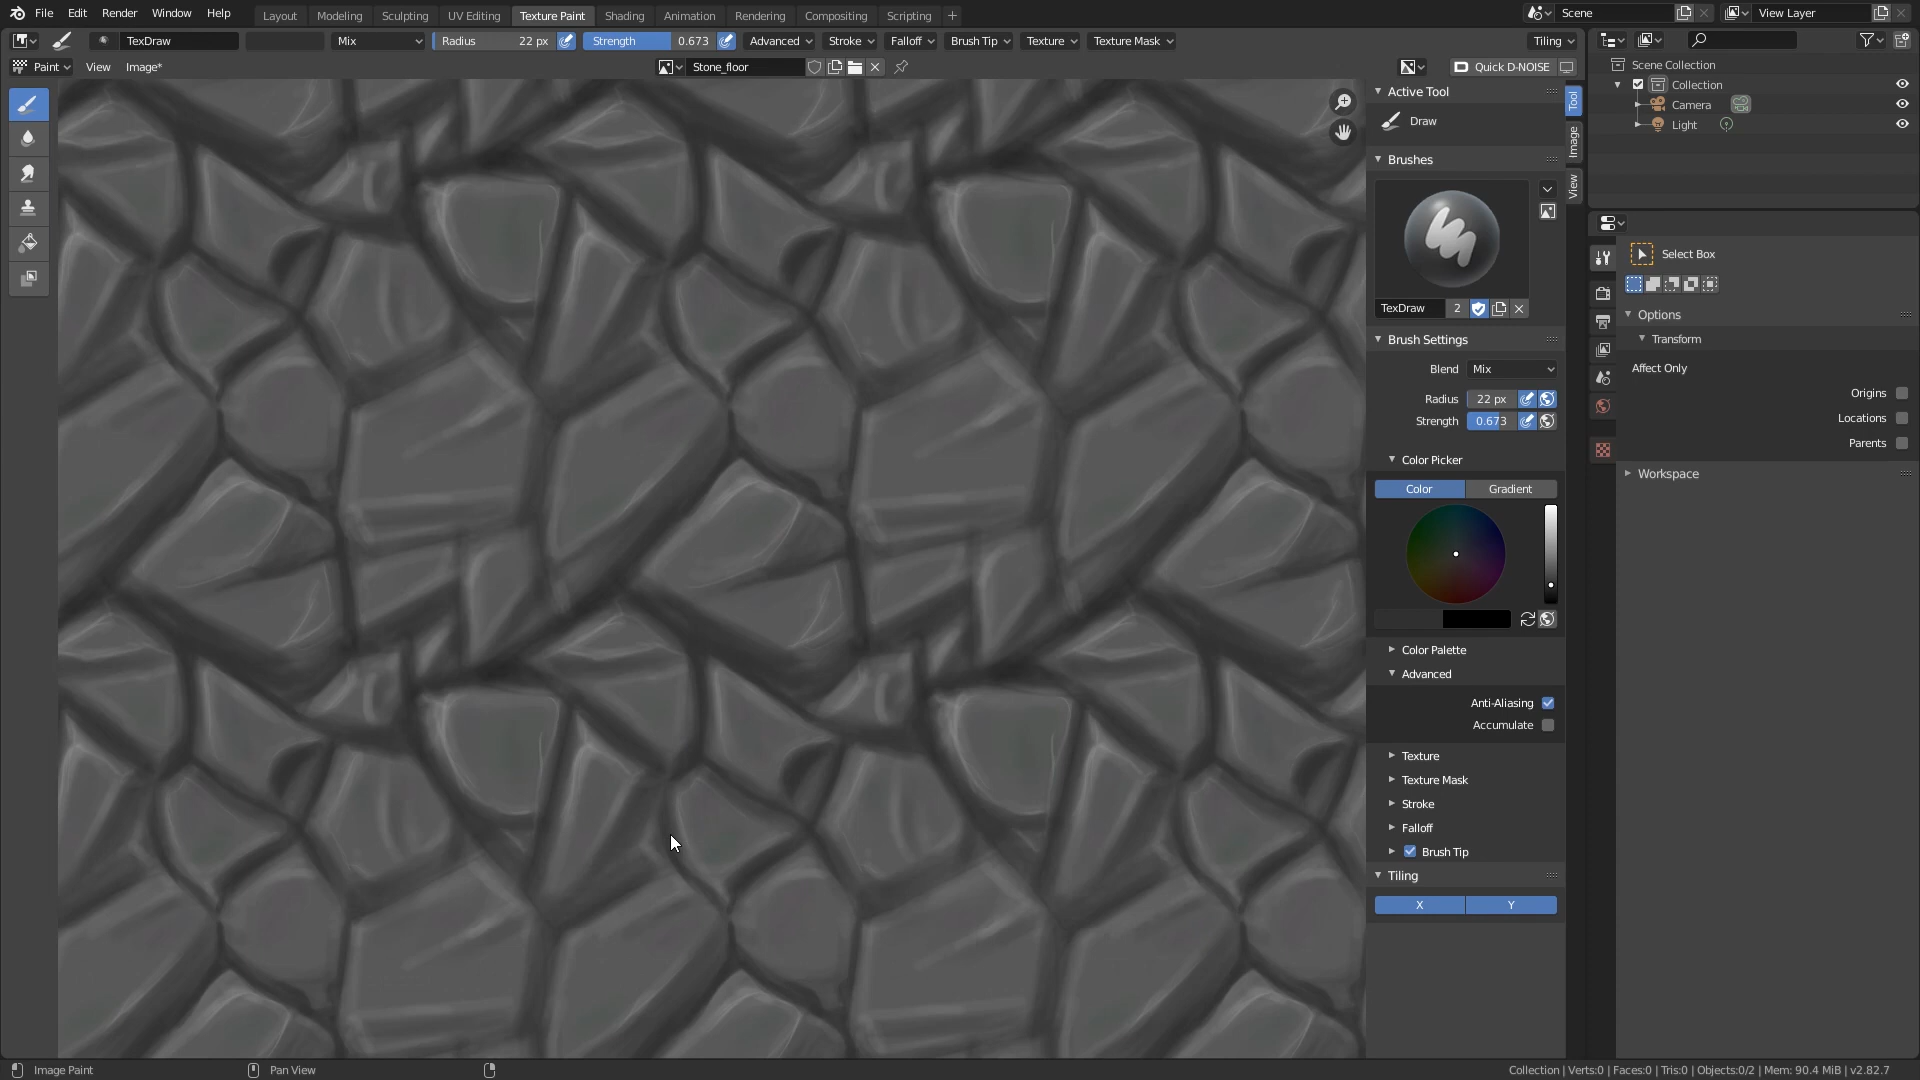 File Edit Render Window Help Layout Modeling Sculpting UV Editing Texture Paint Shading Animation Rendering Compositing Scripting + Scene View Layer
TexDraw Mix Radius 22 px Strength 0.673 Advanced Stroke Falloff Brush Tip Texture Texture Mask Tiling
Paint View Image* Stone_floor Quick D-NOISE
Scene Collection
Collection
Camera
Light
Active Tool
Draw
Brushes
TexDraw 2
Brush Settings
Blend Mix
Radius 22 px
Strength 0.673
Color Picker
Color Gradient
Color Palette
Advanced
Anti-Aliasing
Accumulate
Texture
Texture Mask
Stroke
Falloff
Brush Tip
Tiling
X Y
Tool
Image
View
Select Box
Options
Transform
Affect Only
Origins
Locations
Parents
Workspace
Image Paint Pan View Collection | Verts:0 | Faces:0 | Tris:0 | Objects:0/2 | Mem: 90.4 MiB | v2.82.7